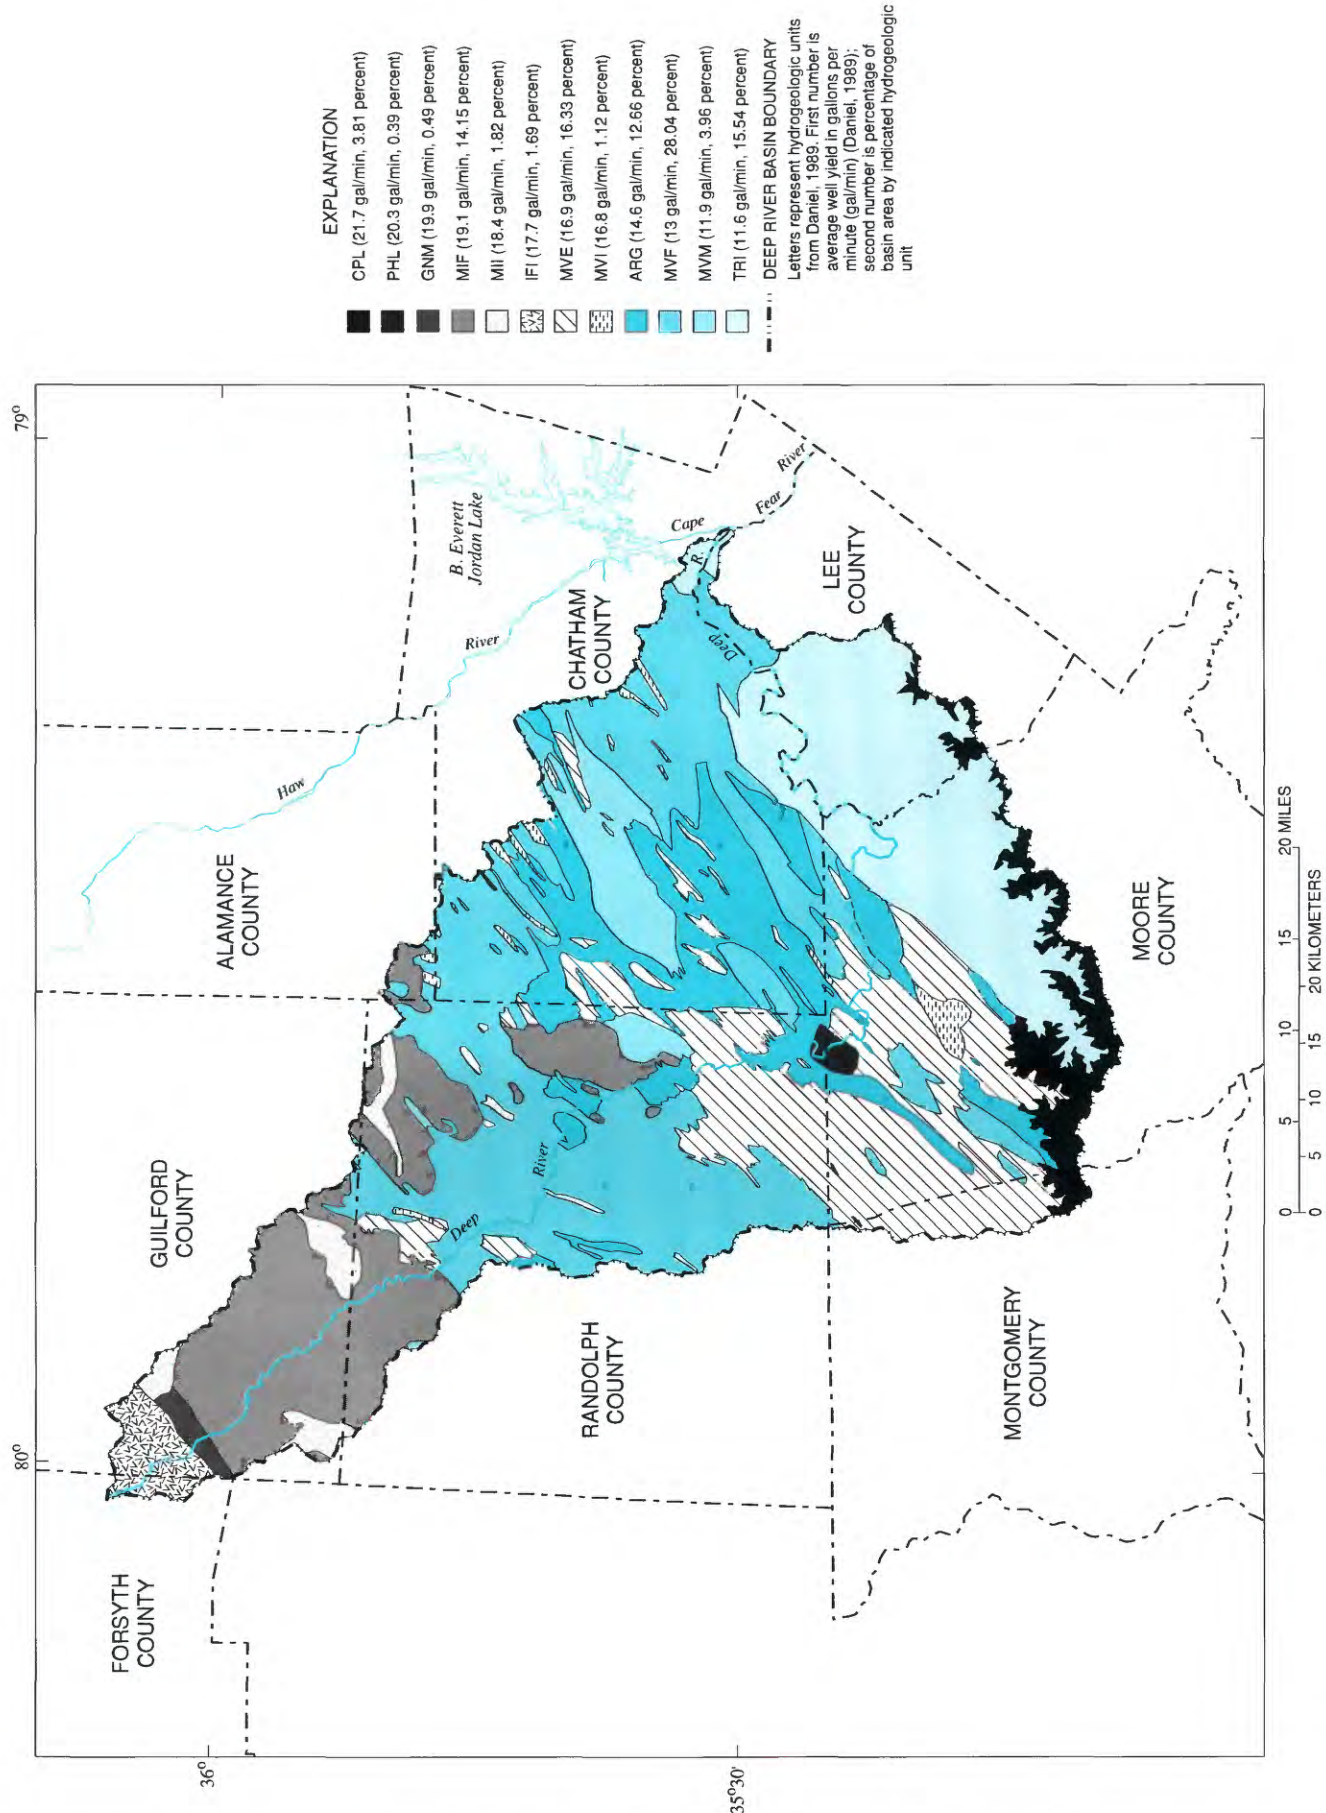 EXPLANATION
CPL (21.7 gal/min, 3.81 percent)
PHL (20.3 gal/min, 0.39 percent)
GNM (19.9 gal/min, 0.49 percent)
MIF (19.1 gal/min, 14.15 percent)
MII (18.4 gal/min, 1.82 percent)
IFI (17.7 gal/min, 1.69 percent)
MVE (16.9 gal/min, 16.33 percent)
MVI (16.8 gal/min, 1.12 percent)
ARG (14.6 gal/min, 12.66 percent)
MVF (13 gal/min, 28.04 percent)
MVM (11.9 gal/min, 3.96 percent)
TRI (11.6 gal/min, 15.54 percent)
DEEP RIVER BASIN BOUNDARY
Letters represent hydrogeologic units
from Daniel, 1989. First number is
average well yield in gallons per
minute (gal/min) (Daniel, 1989);
second number is percentage of
basin area by indicated hydrogeologic
unit
80°
79°
36°
35°30'
FORSYTH
COUNTY
GUILFORD
COUNTY
ALAMANCE
COUNTY
Haw
River
B. Everett
Jordan Lake
RANDOLPH
COUNTY
Deep
River
CHATHAM
COUNTY
Cape
Fear
River
Deep
R.
LEE
COUNTY
MONTGOMERY
COUNTY
MOORE
COUNTY
0 5 10 15 20 MILES
0 5 10 15 20 KILOMETERS